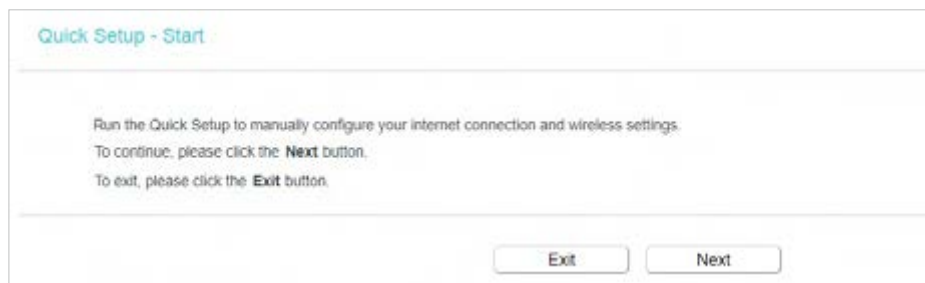 Quick Setup - Start
Run the Quick Setup to manually configure your internet connection and wireless settings.
To continue, please click the Next button.
To exit, please click the Exit button.
Exit
Next